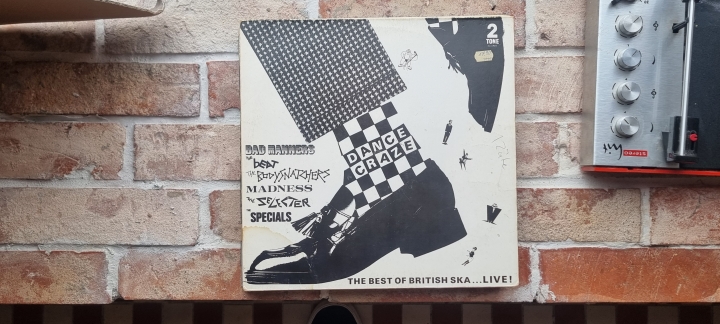 2
TONE
DANCE
CRAZE
BAD MANNERS
THE beat
THE BODYSNATCHERS
MADNESS
THE SELECTER
THE SPECIALS
THE BEST OF BRITISH SKA...LIVE!
STEREO